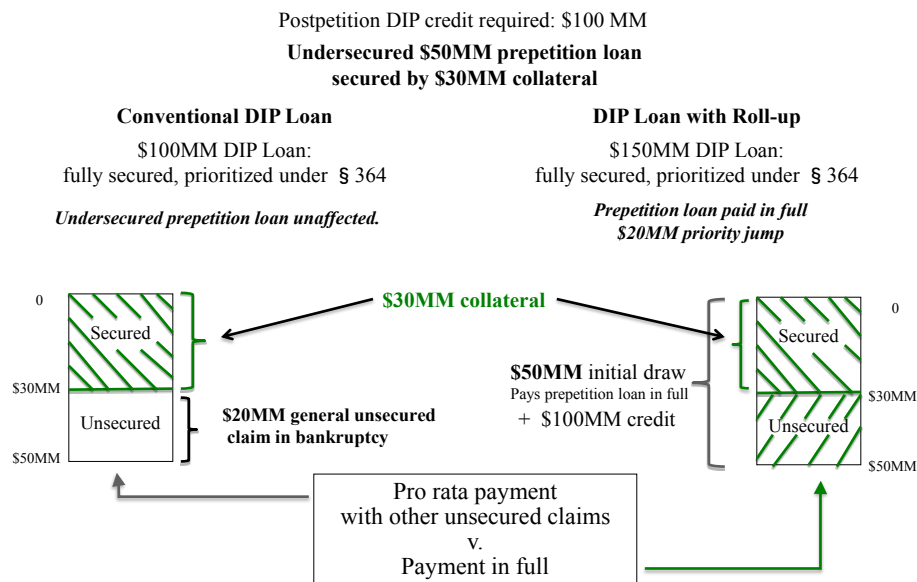 Postpetition DIP credit required: $100 MM
Undersecured $50MM prepetition loan
secured by $30MM collateral
Conventional DIP Loan
$100MM DIP Loan:
fully secured, prioritized under § 364
Undersecured prepetition loan unaffected.
DIP Loan with Roll-up
$150MM DIP Loan:
fully secured, prioritized under § 364
Prepetition loan paid in full
$20MM priority jump
0
Secured
$30MM
Unsecured
$50MM
$30MM collateral
$20MM general unsecured
claim in bankruptcy
$50MM initial draw
Pays prepetition loan in full
+ $100MM credit
0
Secured
$30MM
Unsecured
$50MM
Pro rata payment
with other unsecured claims
v.
Payment in full